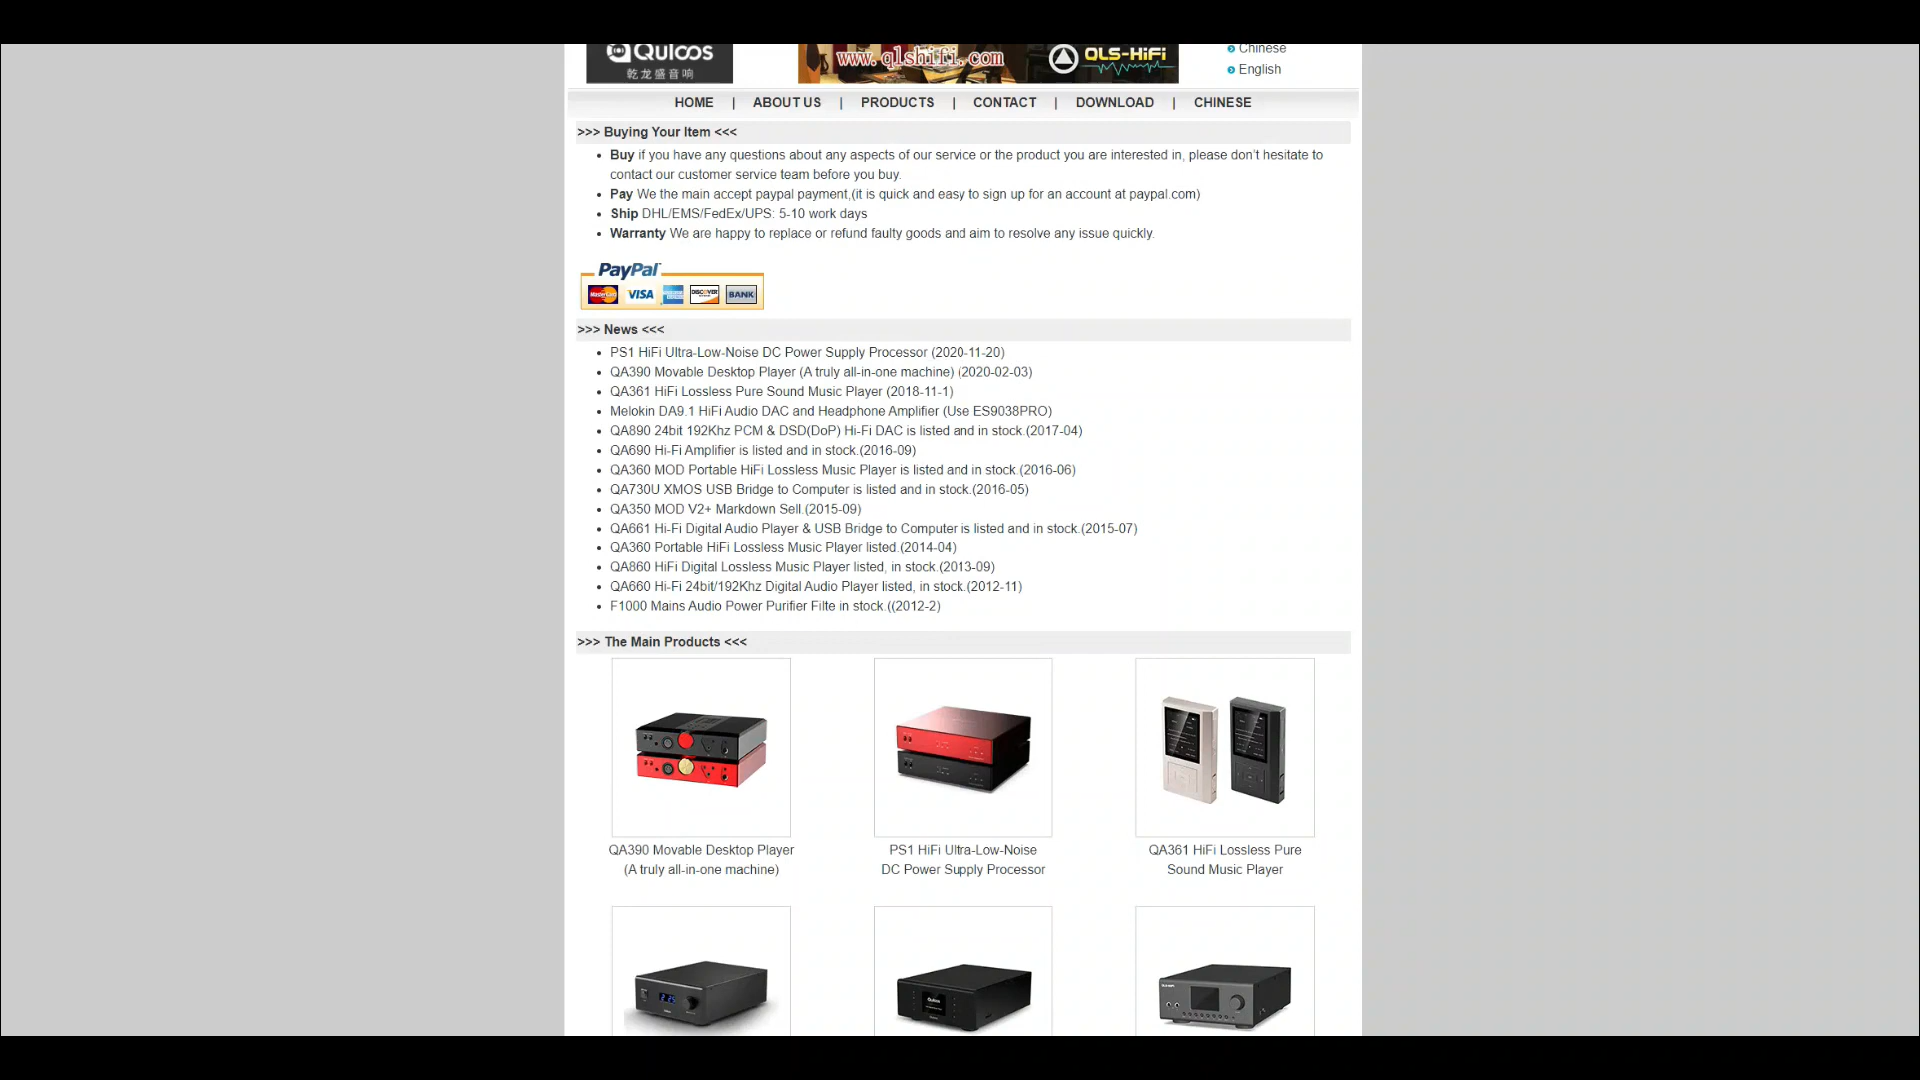 Quloos
乾龙盛音响
www.qlshifi.com
QLS-HiFi
Chinese
English
HOME | ABOUT US | PRODUCTS | CONTACT | DOWNLOAD | CHINESE
>>> Buying Your Item <<<
Buy if you have any questions about any aspects of our service or the product you are interested in, please don't hesitate to
contact our customer service team before you buy.
Pay We the main accept paypal payment,(it is quick and easy to sign up for an account at paypal.com)
Ship DHL/EMS/FedEx/UPS: 5-10 work days
Warranty We are happy to replace or refund faulty goods and aim to resolve any issue quickly.
PayPal
MasterCard VISA DISCOVER BANK
>>> News <<<
PS1 HiFi Ultra-Low-Noise DC Power Supply Processor (2020-11-20)
QA390 Movable Desktop Player (A truly all-in-one machine) (2020-02-03)
QA361 HiFi Lossless Pure Sound Music Player (2018-11-1)
Melokin DA9.1 HiFi Audio DAC and Headphone Amplifier (Use ES9038PRO)
QA890 24bit 192Khz PCM & DSD(DoP) Hi-Fi DAC is listed and in stock.(2017-04)
QA690 Hi-Fi Amplifier is listed and in stock.(2016-09)
QA360 MOD Portable HiFi Lossless Music Player is listed and in stock.(2016-06)
QA730U XMOS USB Bridge to Computer is listed and in stock.(2016-05)
QA350 MOD V2+ Markdown Sell.(2015-09)
QA661 Hi-Fi Digital Audio Player & USB Bridge to Computer is listed and in stock.(2015-07)
QA360 Portable HiFi Lossless Music Player listed.(2014-04)
QA860 HiFi Digital Lossless Music Player listed, in stock.(2013-09)
QA660 Hi-Fi 24bit/192Khz Digital Audio Player listed, in stock.(2012-11)
F1000 Mains Audio Power Purifier Filte in stock.((2012-2)
>>> The Main Products <<<
QA390 Movable Desktop Player
(A truly all-in-one machine)
PS1 HiFi Ultra-Low-Noise
DC Power Supply Processor
QA361 HiFi Lossless Pure
Sound Music Player
Quloos
QLS-HIFI